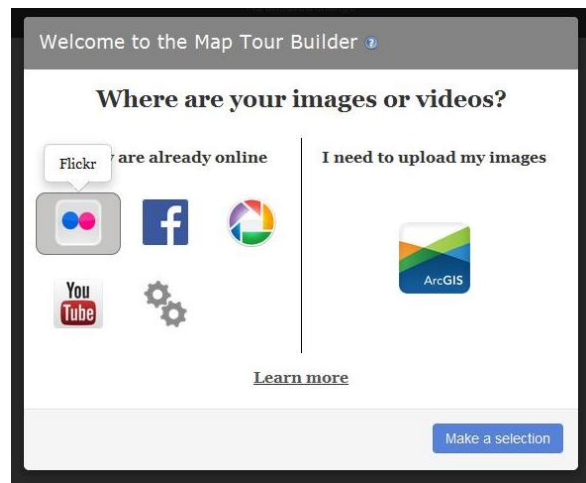 Welcome to the Map Tour Builder ?
Where are your images or videos?
Flickr
are already online
I need to upload my images
You
Tube
ArcGIS
Learn more
Make a selection